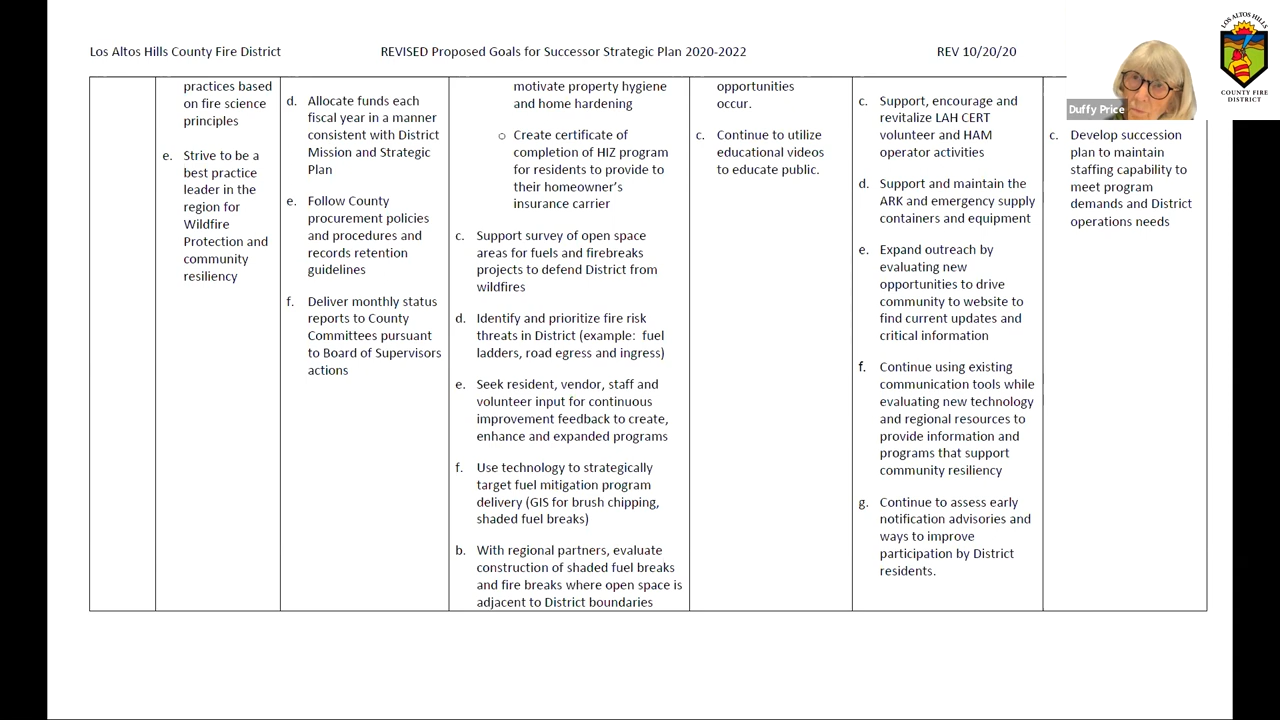 Los Altos Hills County Fire District
REVISED Proposed Goals for Successor Strategic Plan 2020-2022
REV 10/20/20
LOS ALTOS HILLS
COUNTY FIRE
DISTRICT
Duffy Price
practices based
on fire science
principles
e. Strive to be a
best practice
leader in the
region for
Wildfire
Protection and
community
resiliency
d. Allocate funds each
fiscal year in a manner
consistent with District
Mission and Strategic
Plan
e. Follow County
procurement policies
and procedures and
records retention
guidelines
f. Deliver monthly status
reports to County
Committees pursuant
to Board of Supervisors
actions
motivate property hygiene
and home hardening
o Create certificate of
completion of HIZ program
for residents to provide to
their homeowner’s
insurance carrier
c. Support survey of open space
areas for fuels and firebreaks
projects to defend District from
wildfires
d. Identify and prioritize fire risk
threats in District (example: fuel
ladders, road egress and ingress)
e. Seek resident, vendor, staff and
volunteer input for continuous
improvement feedback to create,
enhance and expanded programs
f. Use technology to strategically
target fuel mitigation program
delivery (GIS for brush chipping,
shaded fuel breaks)
b. With regional partners, evaluate
construction of shaded fuel breaks
and fire breaks where open space is
adjacent to District boundaries
opportunities
occur.
c. Continue to utilize
educational videos
to educate public.
c. Support, encourage and
revitalize LAH CERT
volunteer and HAM
operator activities
d. Support and maintain the
ARK and emergency supply
containers and equipment
e. Expand outreach by
evaluating new
opportunities to drive
community to website to
find current updates and
critical information
f. Continue using existing
communication tools while
evaluating new technology
and regional resources to
provide information and
programs that support
community resiliency
g. Continue to assess early
notification advisories and
ways to improve
participation by District
residents.
c. Develop succession
plan to maintain
staffing capability to
meet program
demands and District
operations needs